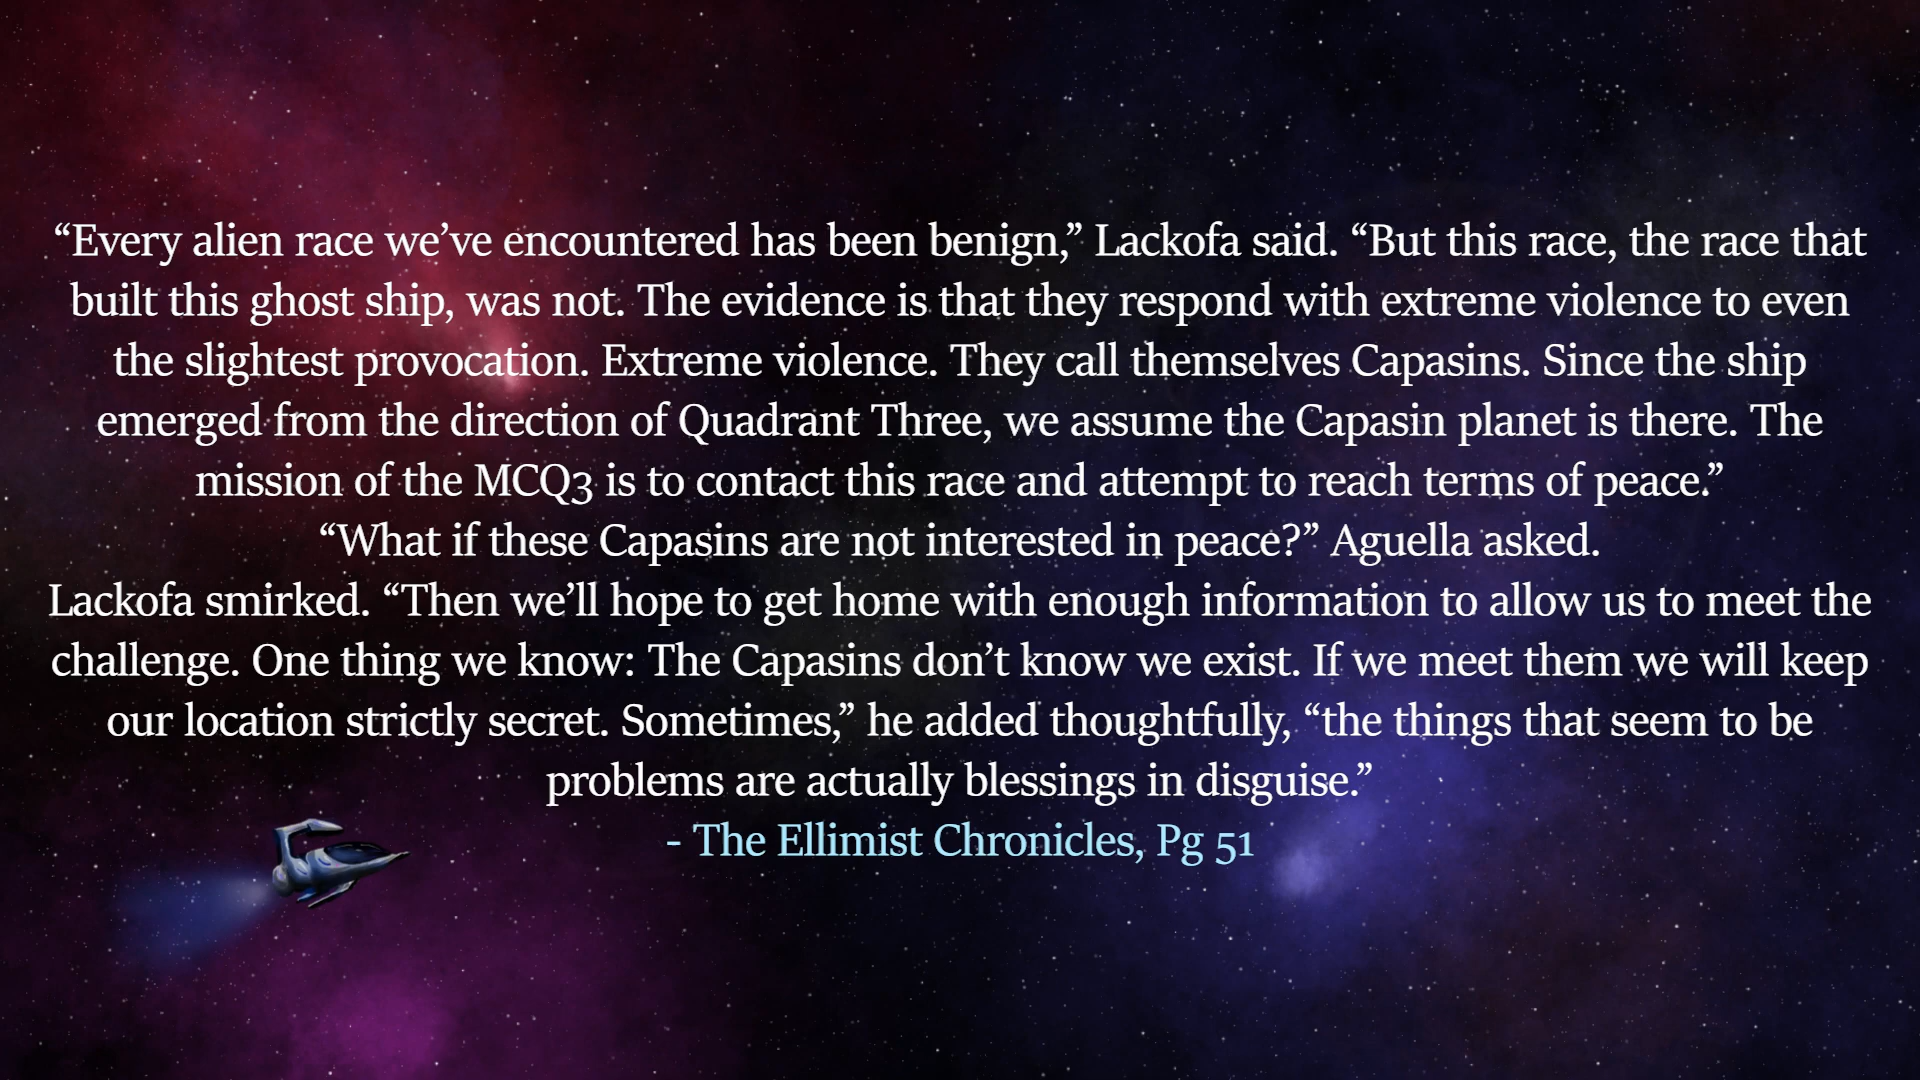 “Every alien race we’ve encountered has been benign,” Lackofa said. “But this race, the race that
built this ghost ship, was not. The evidence is that they respond with extreme violence to even
the slightest provocation. Extreme violence. They call themselves Capasins. Since the ship
emerged from the direction of Quadrant Three, we assume the Capasin planet is there. The
mission of the MCQ3 is to contact this race and attempt to reach terms of peace.”
“What if these Capasins are not interested in peace?” Aguella asked.
Lackofa smirked. “Then we’ll hope to get home with enough information to allow us to meet the
challenge. One thing we know: The Capasins don’t know we exist. If we meet them we will keep
our location strictly secret. Sometimes,” he added thoughtfully, “the things that seem to be
problems are actually blessings in disguise.”
- The Ellimist Chronicles, Pg 51